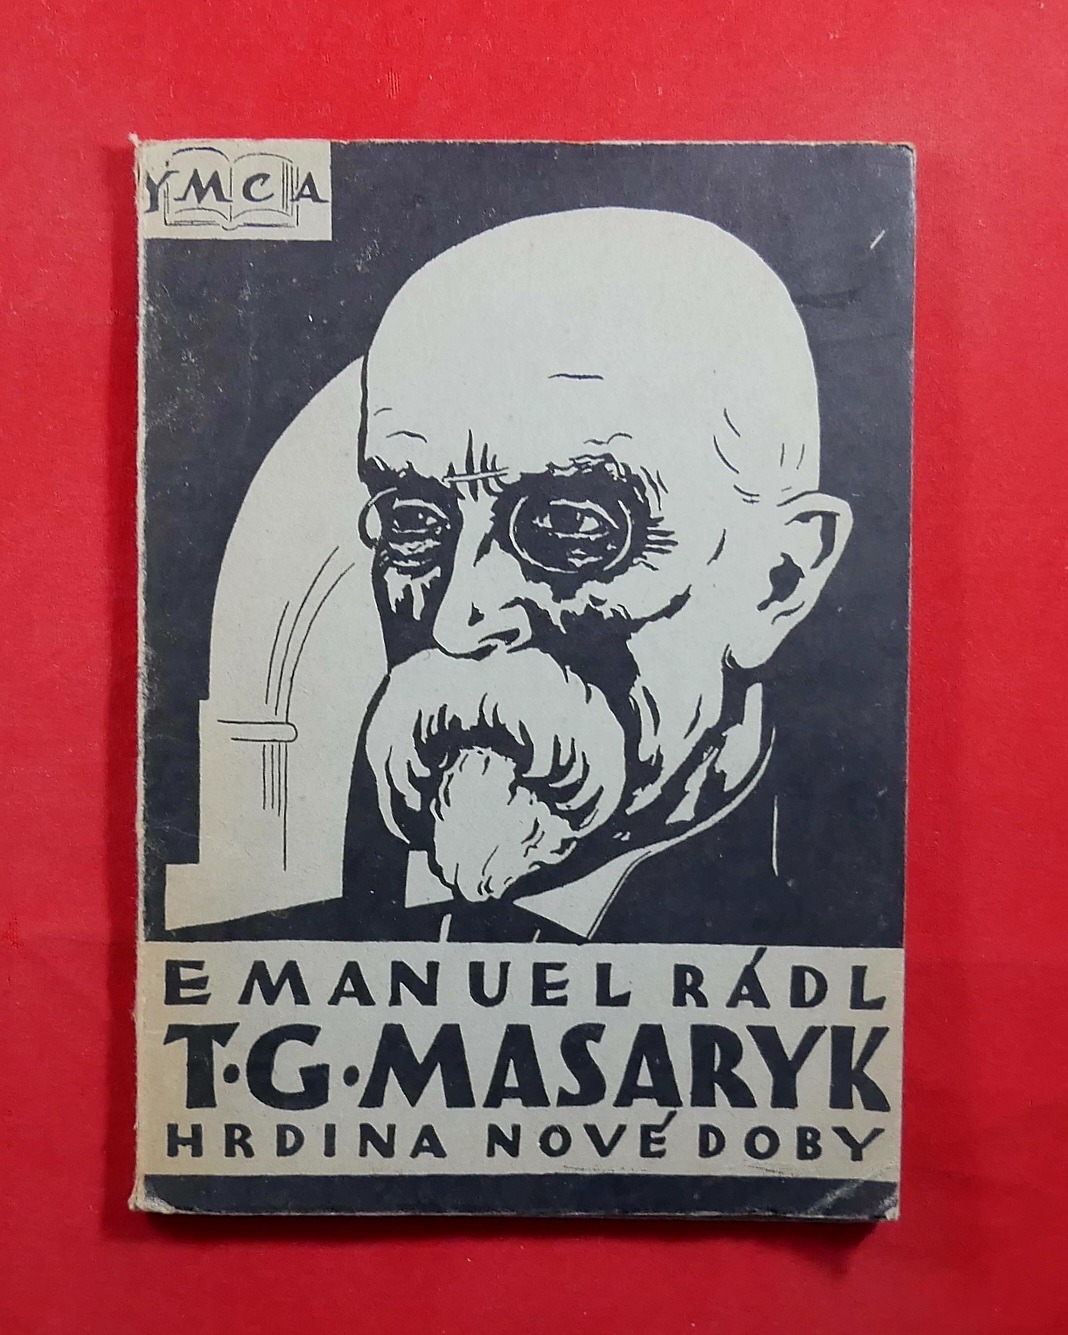 YMCA
EMANUEL RÁDL
T·G·MASARYK
HRDINA NOVÉ DOBY